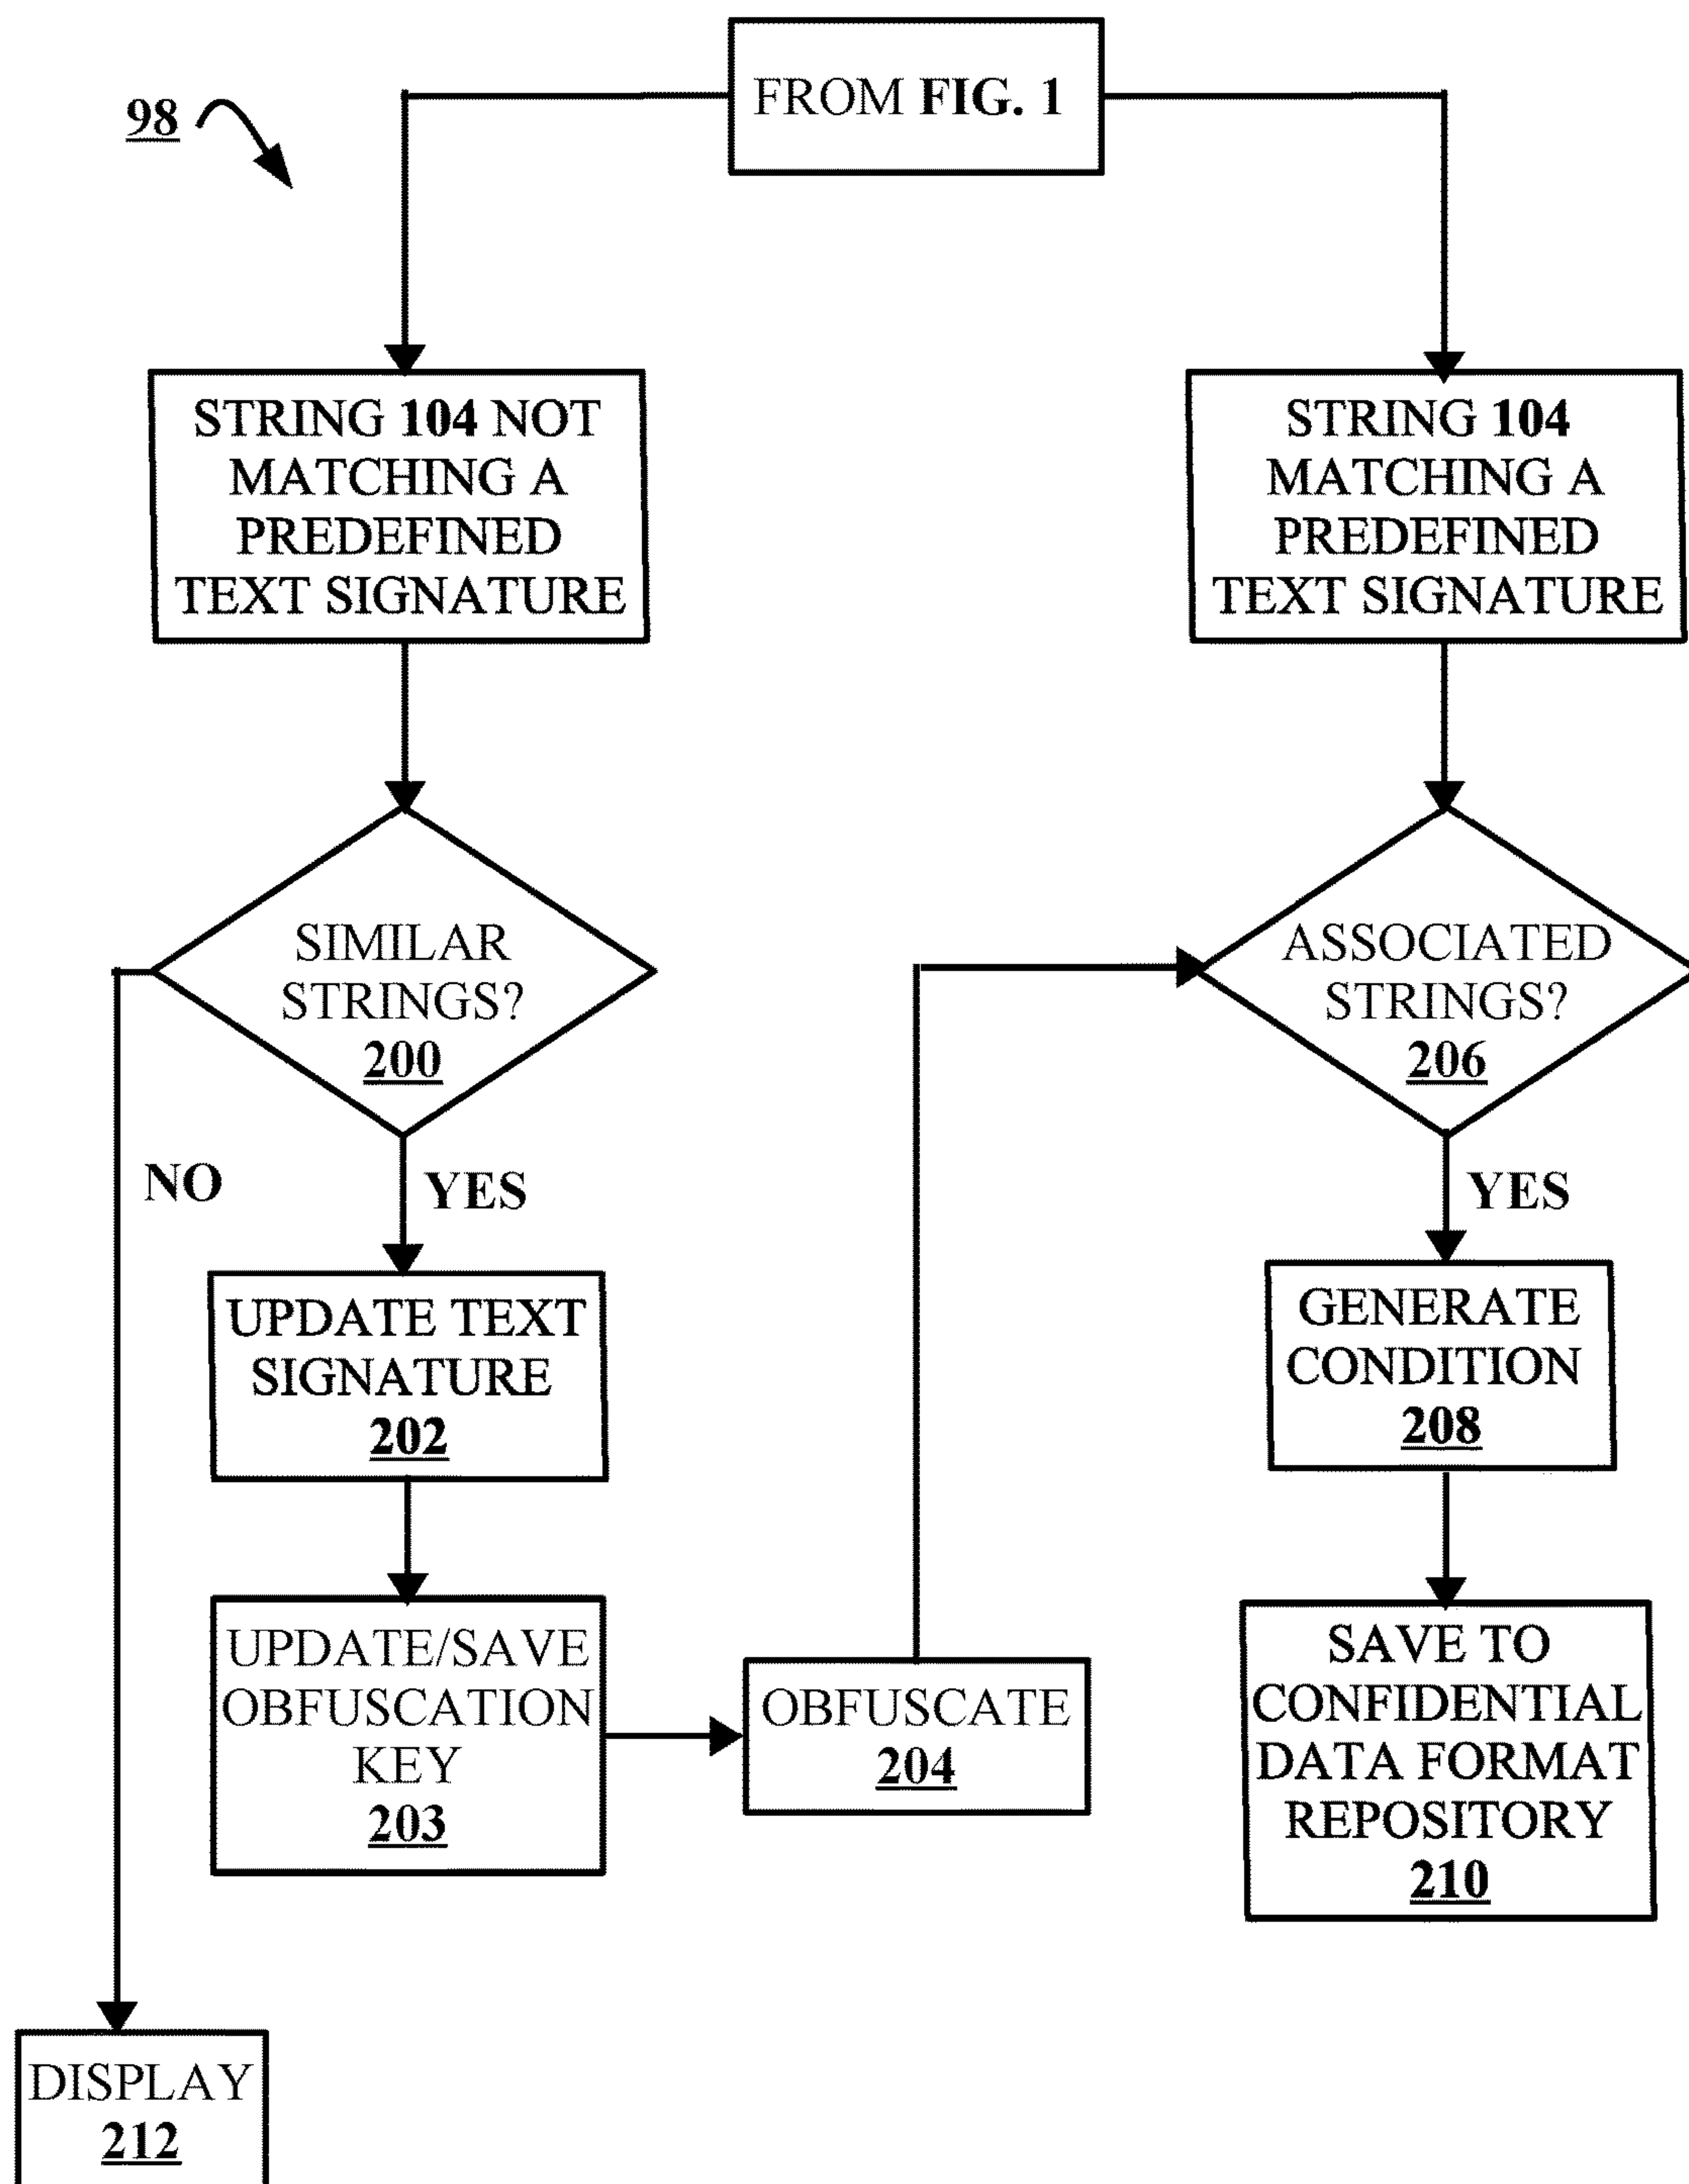 FROM FIG. 1
98
STRING 104 NOT
MATCHING A
PREDEFINED
TEXT SIGNATURE
STRING 104
MATCHING A
PREDEFINED
TEXT SIGNATURE
SIMILAR
STRINGS?
200
ASSOCIATED
STRINGS?
206
NO
YES
YES
UPDATE TEXT
SIGNATURE
202
GENERATE
CONDITION
208
UPDATE/SAVE
OBFUSCATION
KEY
203
OBFUSCATE
204
SAVE TO
CONFIDENTIAL
DATA FORMAT
REPOSITORY
210
DISPLAY
212